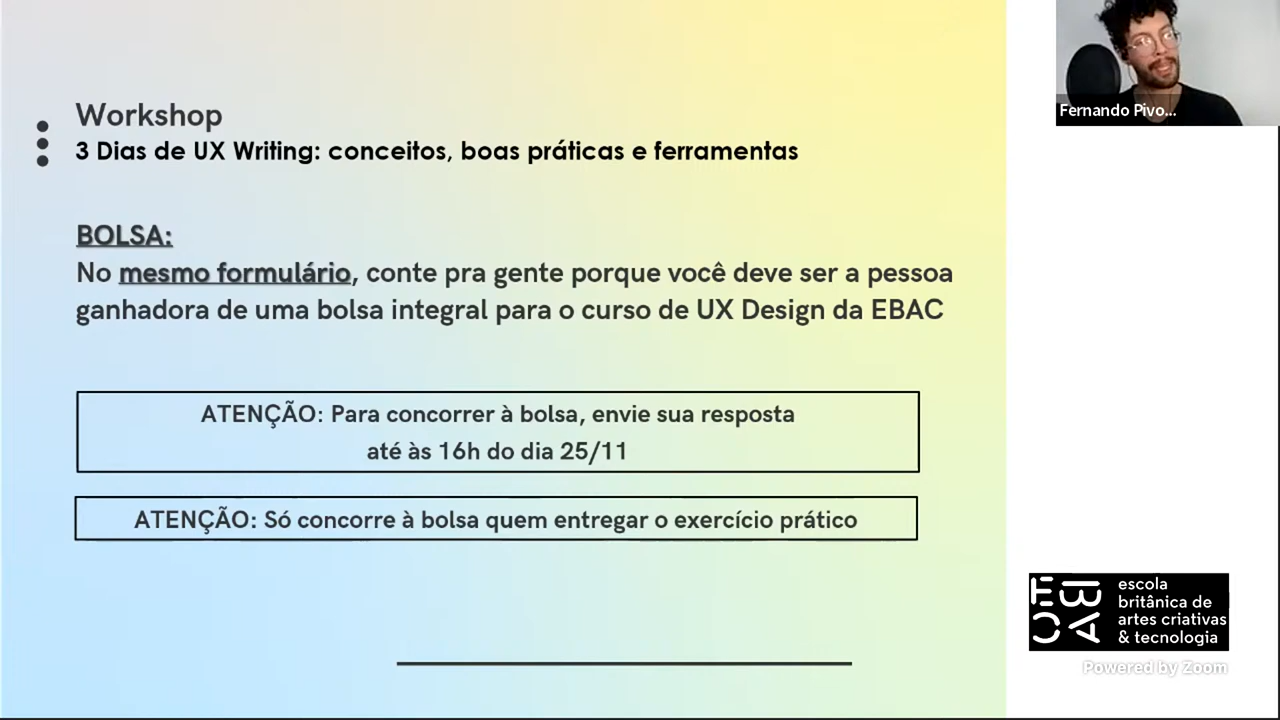 Workshop
3 Dias de UX Writing: conceitos, boas práticas e ferramentas
BOLSA:
No mesmo formulário, conte pra gente porque você deve ser a pessoa
ganhadora de uma bolsa integral para o curso de UX Design da EBAC
ATENÇÃO: Para concorrer à bolsa, envie sua resposta
até às 16h do dia 25/11
ATENÇÃO: Só concorre à bolsa quem entregar o exercício prático
Fernando Pivo...
EBAC
escola
britânica de
artes criativas
& tecnologia
Powered by Zoom